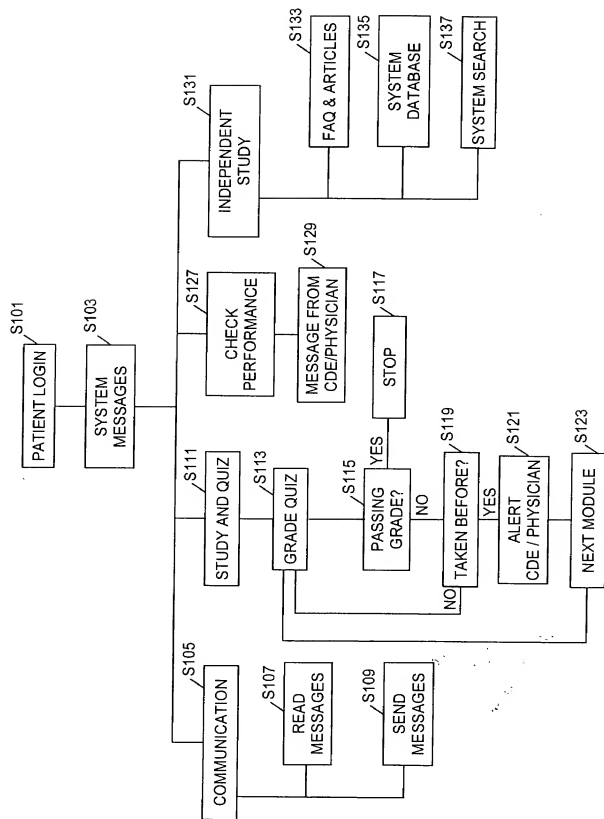 S101
PATIENT LOGIN
S103
SYSTEM
MESSAGES
S105
COMMUNICATION
S107
READ
MESSAGES
S109
SEND
MESSAGES
S111
STUDY AND QUIZ
S113
GRADE QUIZ
S115
PASSING
GRADE?
YES
S117
STOP
NO
S119
TAKEN BEFORE?
NO
YES
S121
ALERT
CDE / PHYSICIAN
S123
NEXT MODULE
S127
CHECK
PERFORMANCE
S129
MESSAGE FROM
CDE/PHYSICIAN
S131
INDEPENDENT
STUDY
S133
FAQ & ARTICLES
S135
SYSTEM
DATABASE
S137
SYSTEM SEARCH